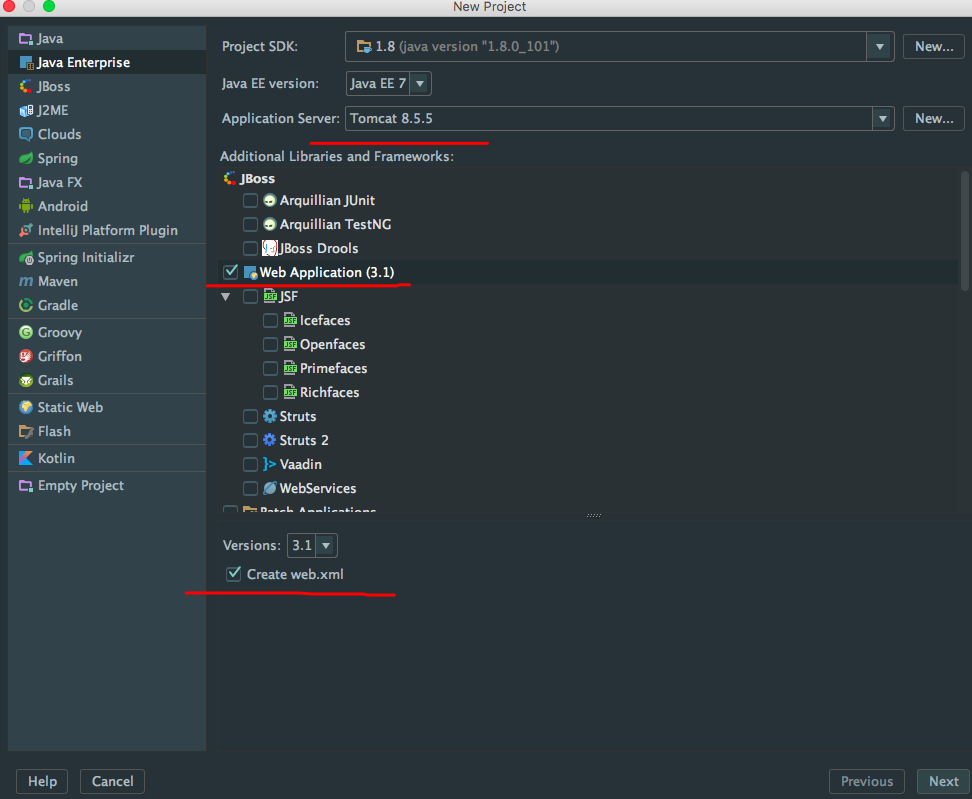 New Project
Java
Java Enterprise
JBoss
J2ME
Clouds
Spring
Java FX
Android
IntelliJ Platform Plugin
Spring Initializr
Maven
Gradle
Groovy
Griffon
Grails
Static Web
Flash
Kotlin
Empty Project
Project SDK: 1.8 (java version "1.8.0_101") New...
Java EE version: Java EE 7
Application Server: Tomcat 8.5.5 New...
Additional Libraries and Frameworks:
JBoss
Arquillian JUnit
Arquillian TestNG
JBoss Drools
Web Application (3.1)
JSF
Icefaces
Openfaces
Primefaces
Richfaces
Struts
Struts 2
Vaadin
WebServices
Batch Applications
Versions: 3.1
Create web.xml
Help Cancel Previous Next